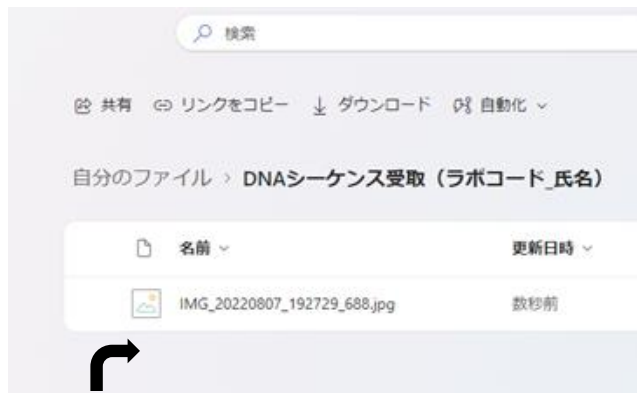 検索
共有 リンクをコピー ダウンロード 自動化
自分のファイル > DNAシーケンス受取（ラボコード_氏名）
名前 更新日時
IMG_20220807_192729_688.jpg 数秒前